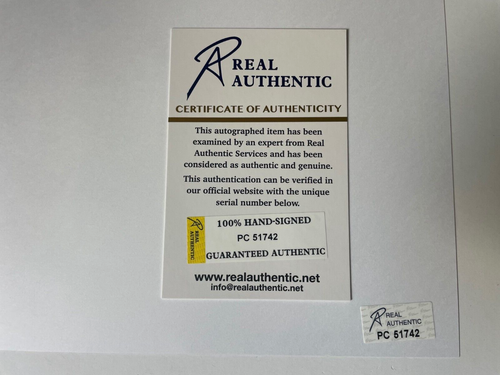 REAL
AUTHENTIC
CERTIFICATE OF AUTHENTICITY
This autographed item has been
examined by an expert from Real
Authentic Services and has been
considered as authentic and genuine.
This authentication can be verified in
our official website with the unique
serial number below.
100% HAND-SIGNED
REAL
AUTHENTIC
PC 51742
GUARANTEED AUTHENTIC
www.realauthentic.net
info@realauthentic.net
REAL
AUTHENTIC
PC 51742